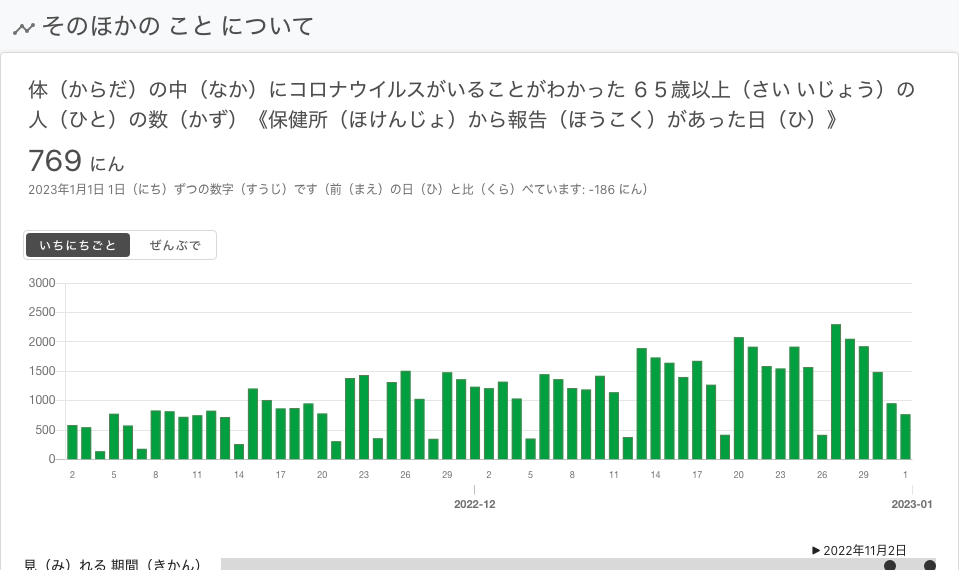 そのほかの こと について
体（からだ）の中（なか）にコロナウイルスがいることがわかった ６５歳以上（さい いじょう）の
人（ひと）の数（かず）《保健所（ほけんじょ）から報告（ほうこく）があった日（ひ）》
769 にん
2023年1月1日 1日（にち）ずつの数字（すうじ）です（前（まえ）の日（ひ）と比（くら）べています: -186 にん）
いちにちごと ぜんぶで
3000
2500
2000
1500
1000
500
0
2 5 8 11 14 17 20 23 26 29 2 5 8 11 14 17 20 23 26 29 1
2022-12 2023-01
▶ 2022年11月2日
見（み）れる 期間（きかん）